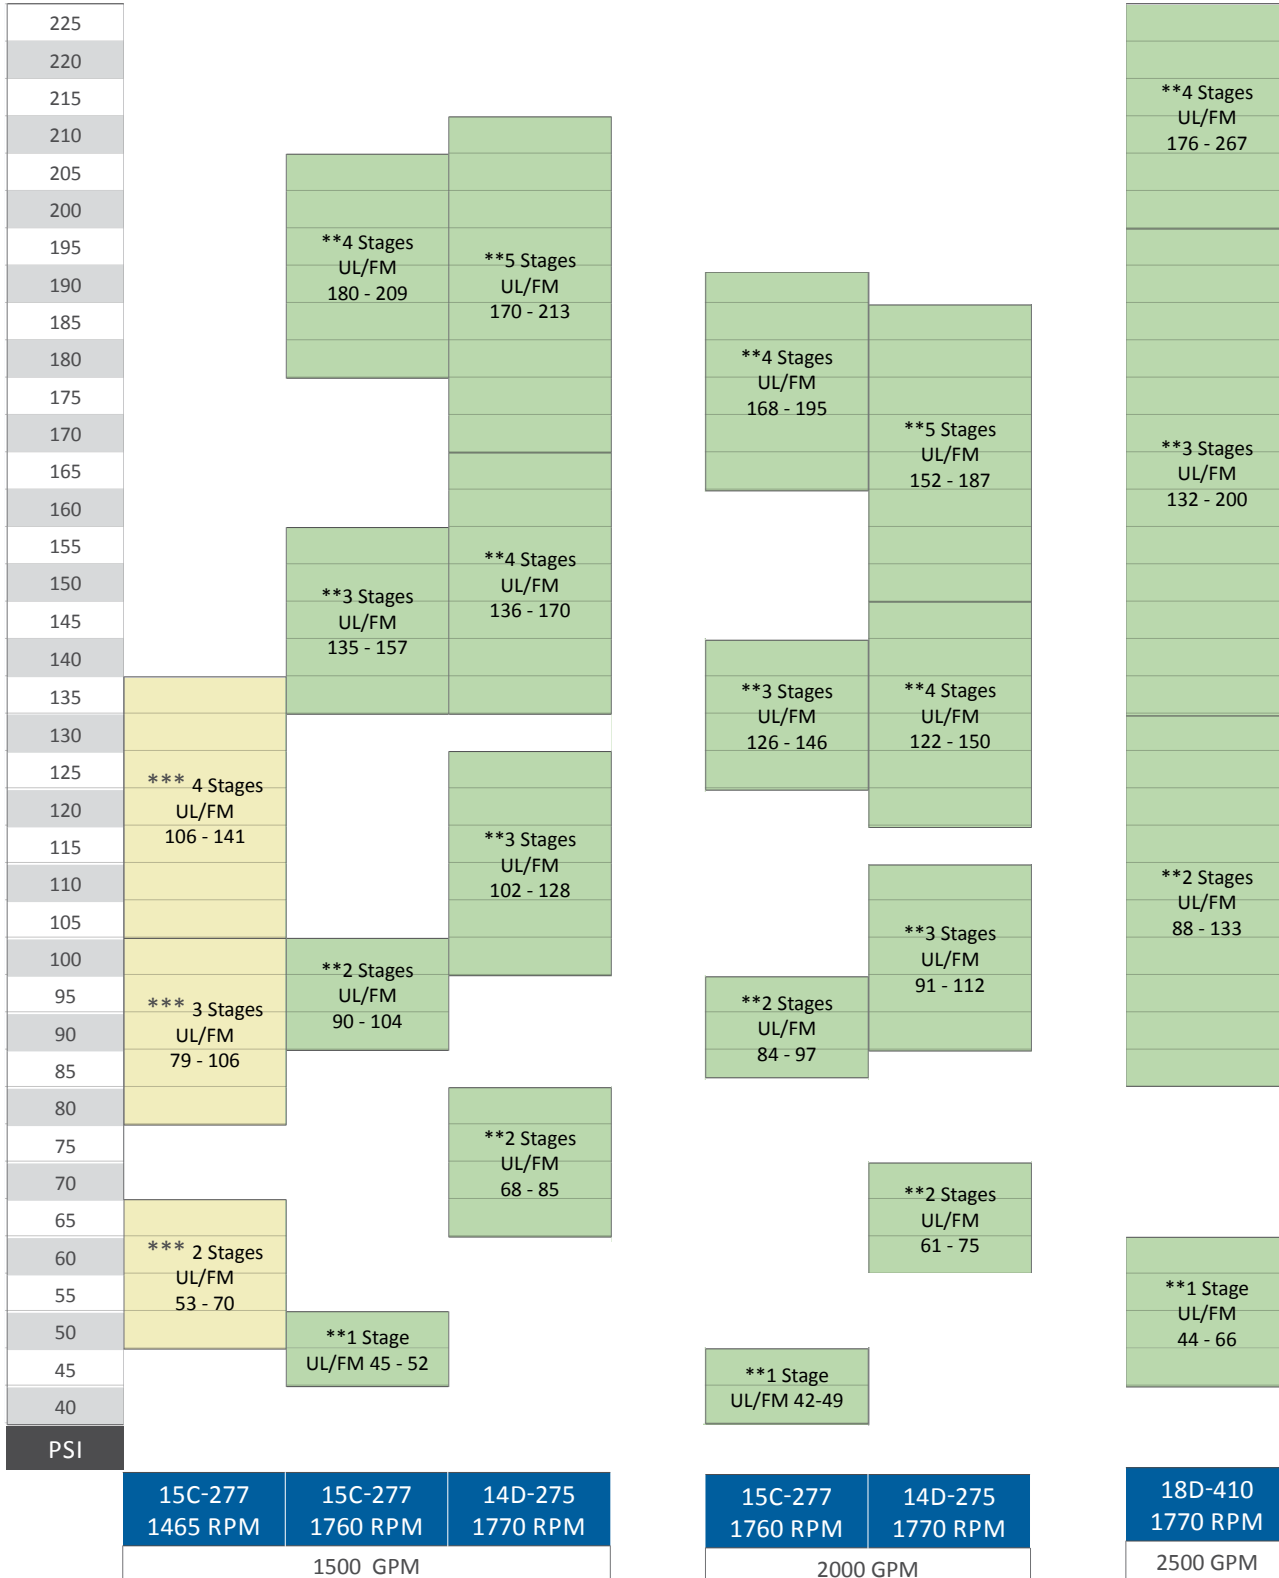 225
220
215
210
205
200
195
190
185
180
175
170
165
160
155
150
145
140
135
130
125
120
115
110
105
100
95
90
85
80
75
70
65
60
55
50
45
40
PSI
*** 4 Stages
UL/FM
106 - 141
*** 3 Stages
UL/FM
79 - 106
*** 2 Stages
UL/FM
53 - 70
15C-277
1465 RPM
**4 Stages
UL/FM
180 - 209
**3 Stages
UL/FM
135 - 157
**2 Stages
UL/FM
90 - 104
**1 Stage
UL/FM 45 - 52
15C-277
1760 RPM
**5 Stages
UL/FM
170 - 213
**4 Stages
UL/FM
136 - 170
**3 Stages
UL/FM
102 - 128
**2 Stages
UL/FM
68 - 85
14D-275
1770 RPM
1500 GPM
**4 Stages
UL/FM
168 - 195
**3 Stages
UL/FM
126 - 146
**2 Stages
UL/FM
84 - 97
**1 Stage
UL/FM 42-49
15C-277
1760 RPM
**5 Stages
UL/FM
152 - 187
**4 Stages
UL/FM
122 - 150
**3 Stages
UL/FM
91 - 112
**2 Stages
UL/FM
61 - 75
14D-275
1770 RPM
2000 GPM
**4 Stages
UL/FM
176 - 267
**3 Stages
UL/FM
132 - 200
**2 Stages
UL/FM
88 - 133
**1 Stage
UL/FM
44 - 66
18D-410
1770 RPM
2500 GPM